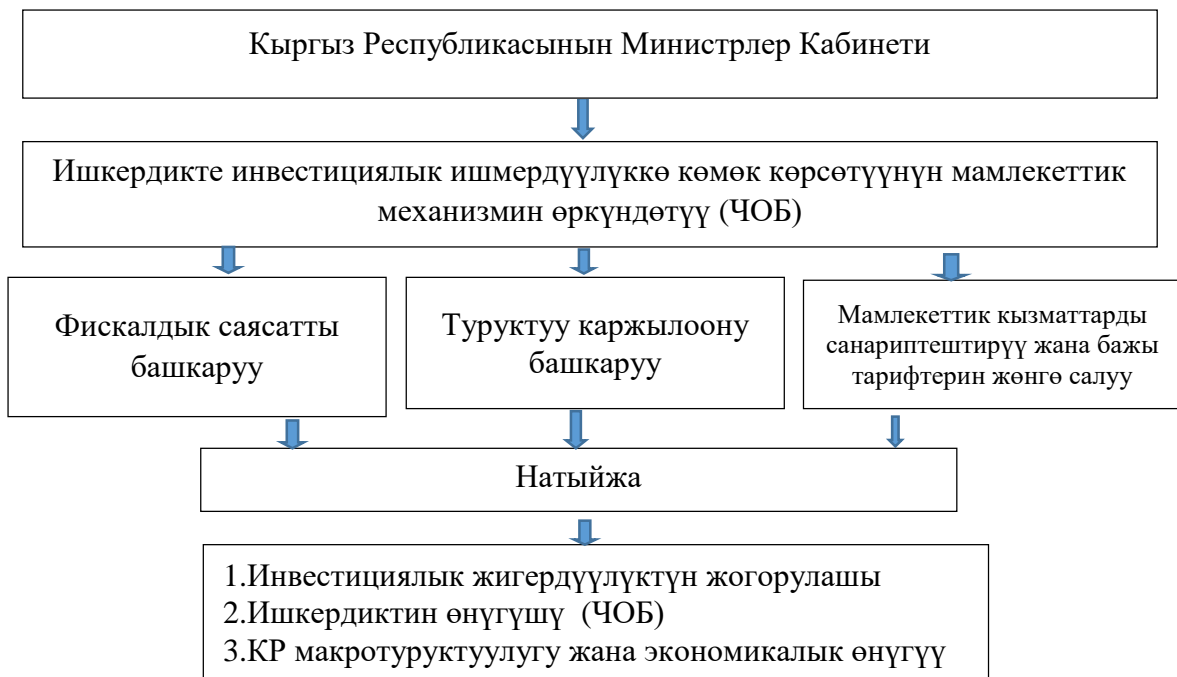 Кыргыз Республикасынын Министрлер Кабинети
Ишкердикте инвестициялык ишмердүүлүккө көмөк көрсөтүүнүн мамлекеттик
механизмин өркүндөтүү (ЧОБ)
Фискалдык саясатты
башкаруу
Туруктуу каржылоону
башкаруу
Мамлекеттик кызматтарды
санариптештирүү жана бажы
тарифтерин жөнгө салуу
Натыйжа
1.Инвестициялык жигердүүлүктүн жогорулашы
2.Ишкердиктин өнүгүшү (ЧОБ)
3.КР макротуруктуулугу жана экономикалык өнүгүү